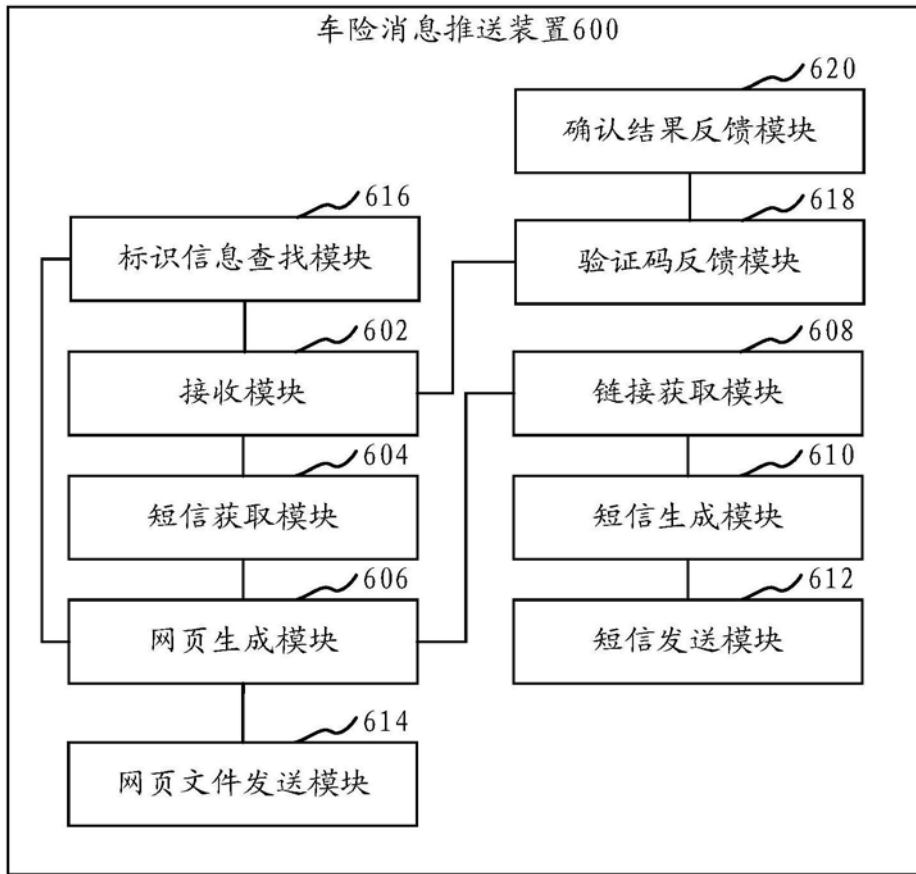 车险消息推送装置600
620
确认结果反馈模块
616
618
标识信息查找模块
验证码反馈模块
602
608
接收模块
链接获取模块
604
610
短信获取模块
短信生成模块
606
612
网页生成模块
短信发送模块
614
网页文件发送模块